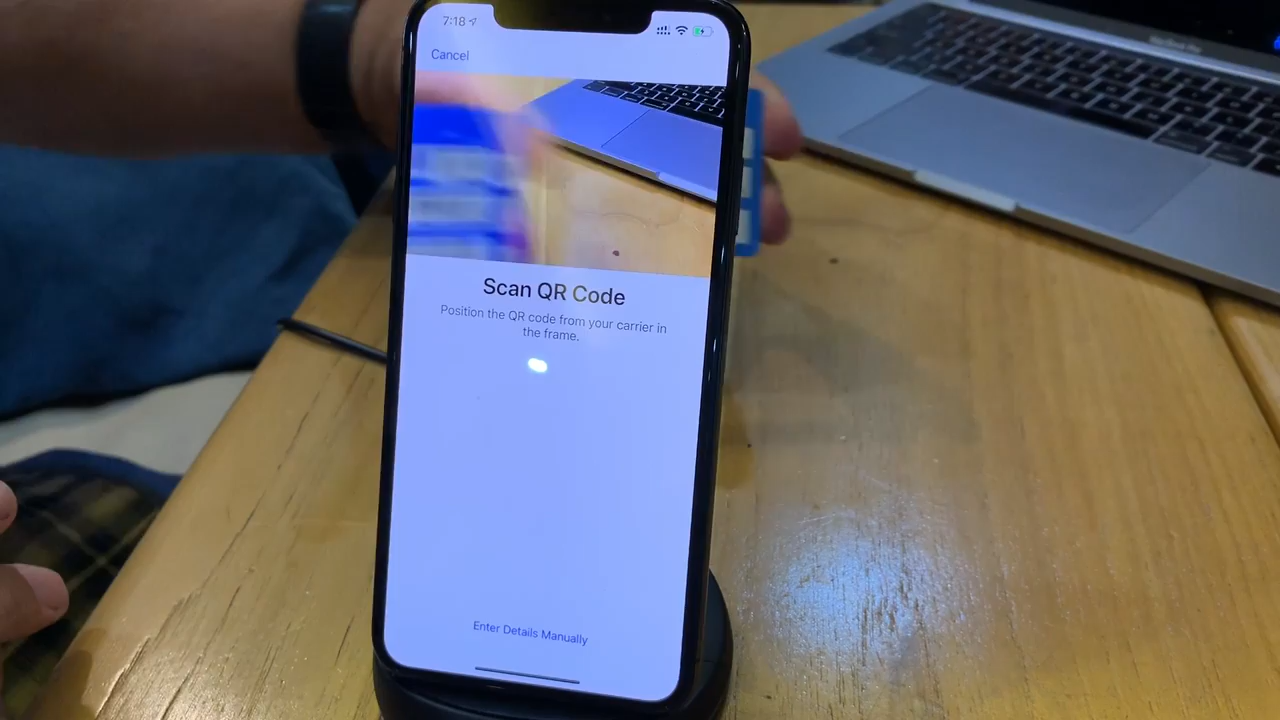 7:18
Cancel
Scan QR Code
Position the QR code from your carrier in
the frame.
Enter Details Manually